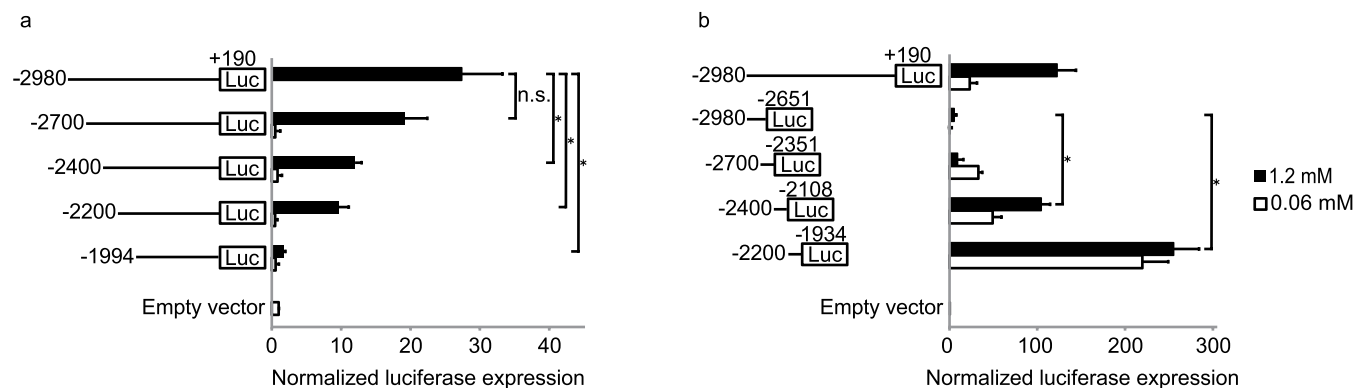 a
+190
-2980 Luc
n.s.
-2700 Luc
*
-2400 Luc
*
*
-2200 Luc
-1994 Luc
Empty vector
0 10 20 30 40
Normalized luciferase expression
b
+190
-2980 Luc
-2651
-2980 Luc
-2351
-2700 Luc
*
-2108
-2400 Luc
*
-1934
-2200 Luc
Empty vector
0 100 200 300
Normalized luciferase expression
1.2 mM
0.06 mM